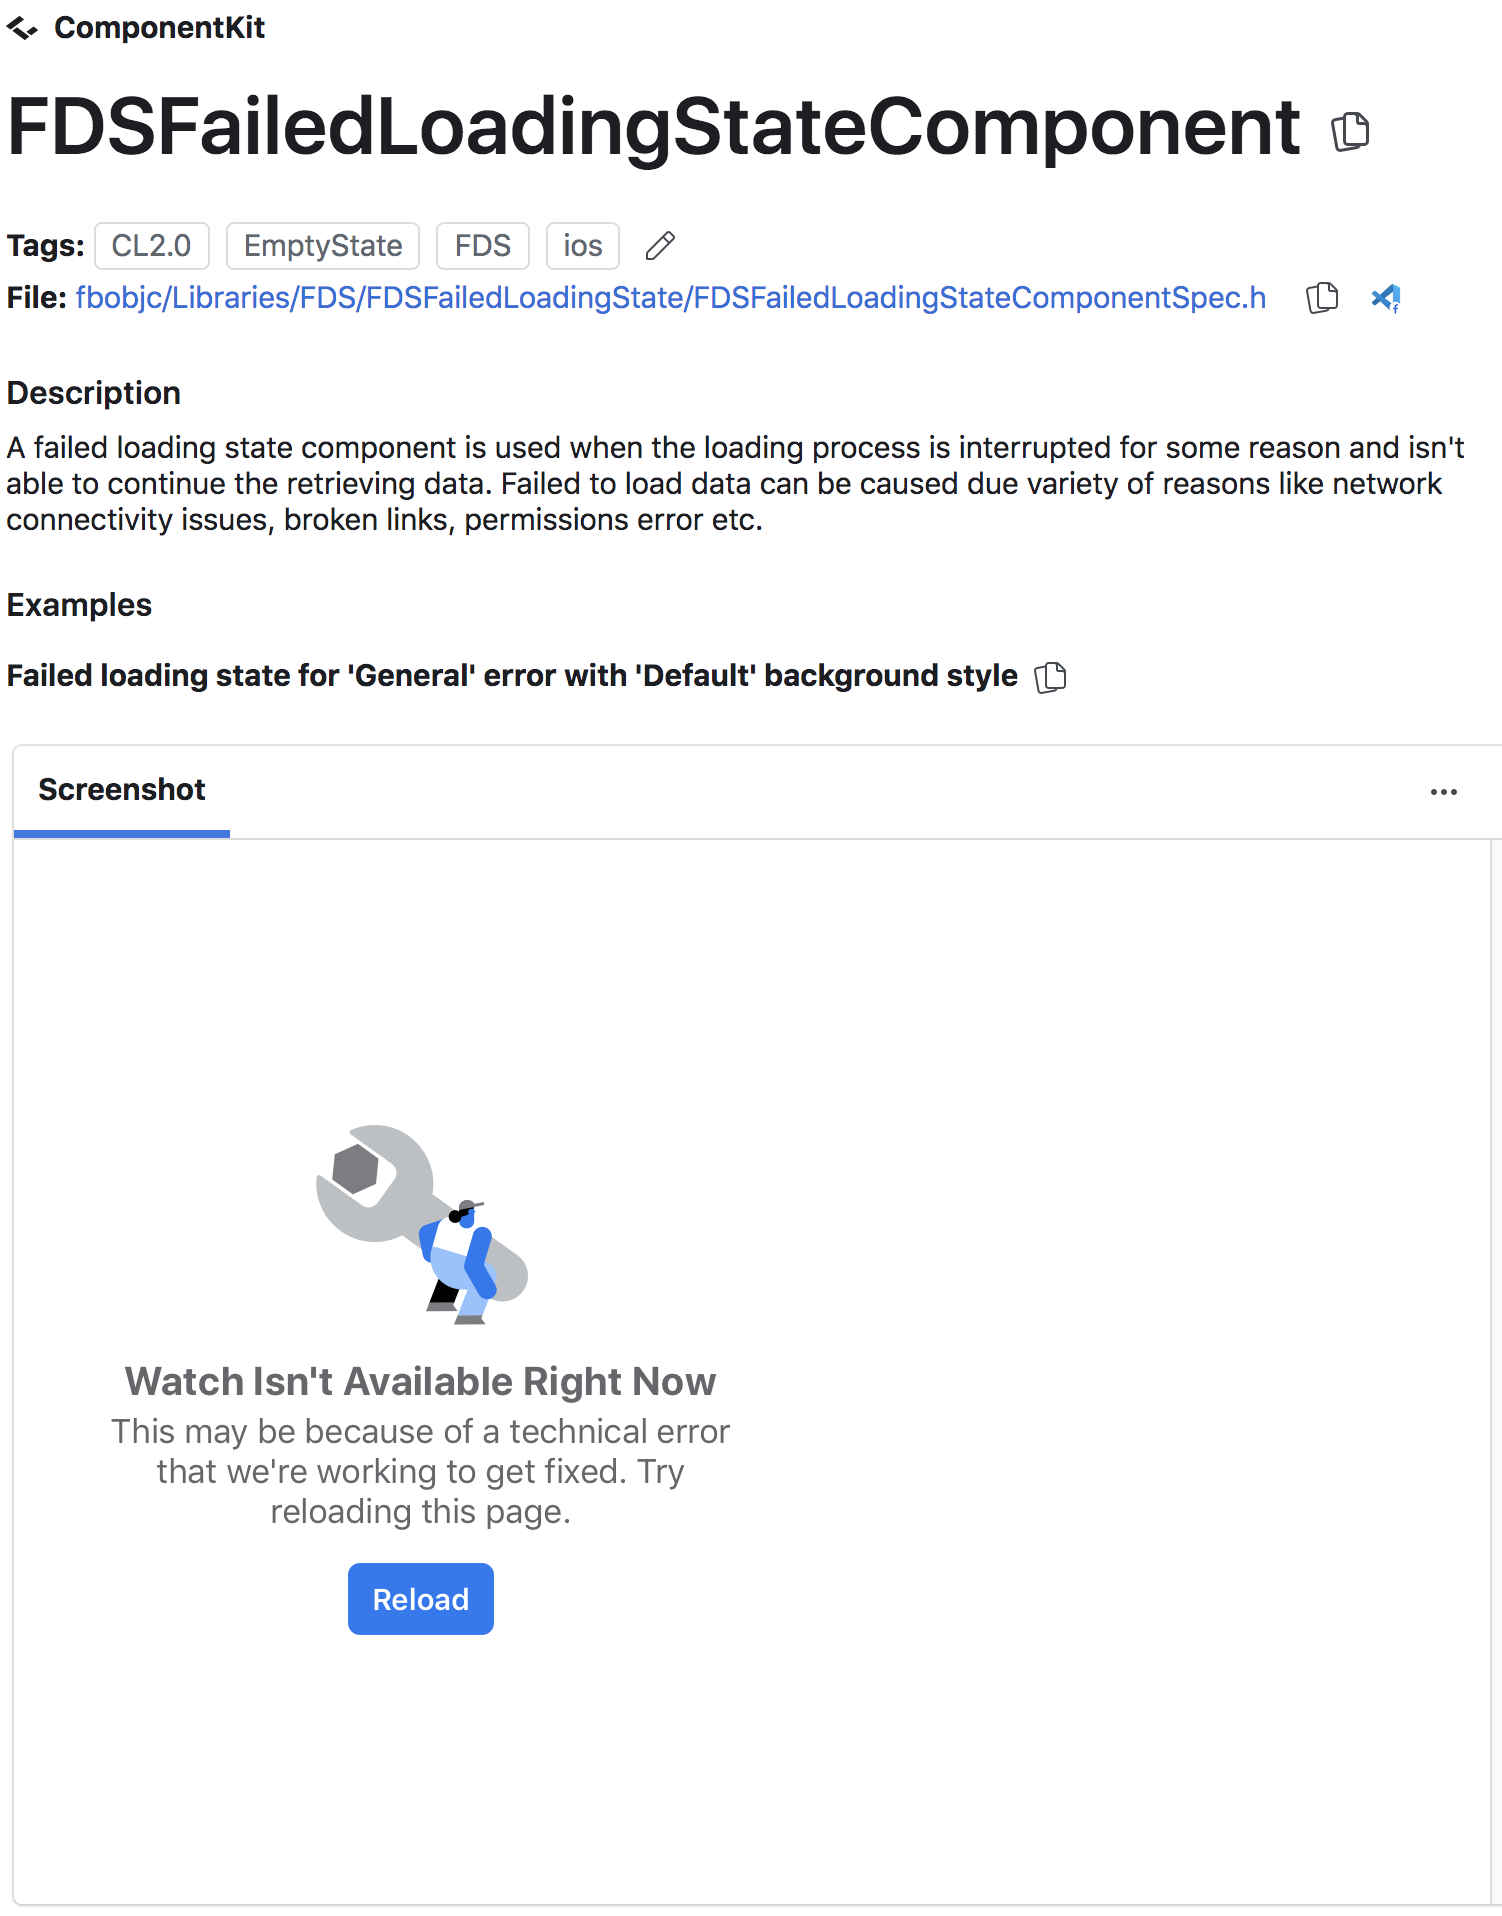 ComponentKit
FDSFailedLoadingStateComponent
Tags: CL2.0 EmptyState FDS ios
File: fbobjc/Libraries/FDS/FDSFailedLoadingState/FDSFailedLoadingStateComponentSpec.h
Description
A failed loading state component is used when the loading process is interrupted for some reason and isn't
able to continue the retrieving data. Failed to load data can be caused due variety of reasons like network
connectivity issues, broken links, permissions error etc.
Examples
Failed loading state for 'General' error with 'Default' background style
Screenshot
Watch Isn't Available Right Now
This may be because of a technical error
that we're working to get fixed. Try
reloading this page.
Reload